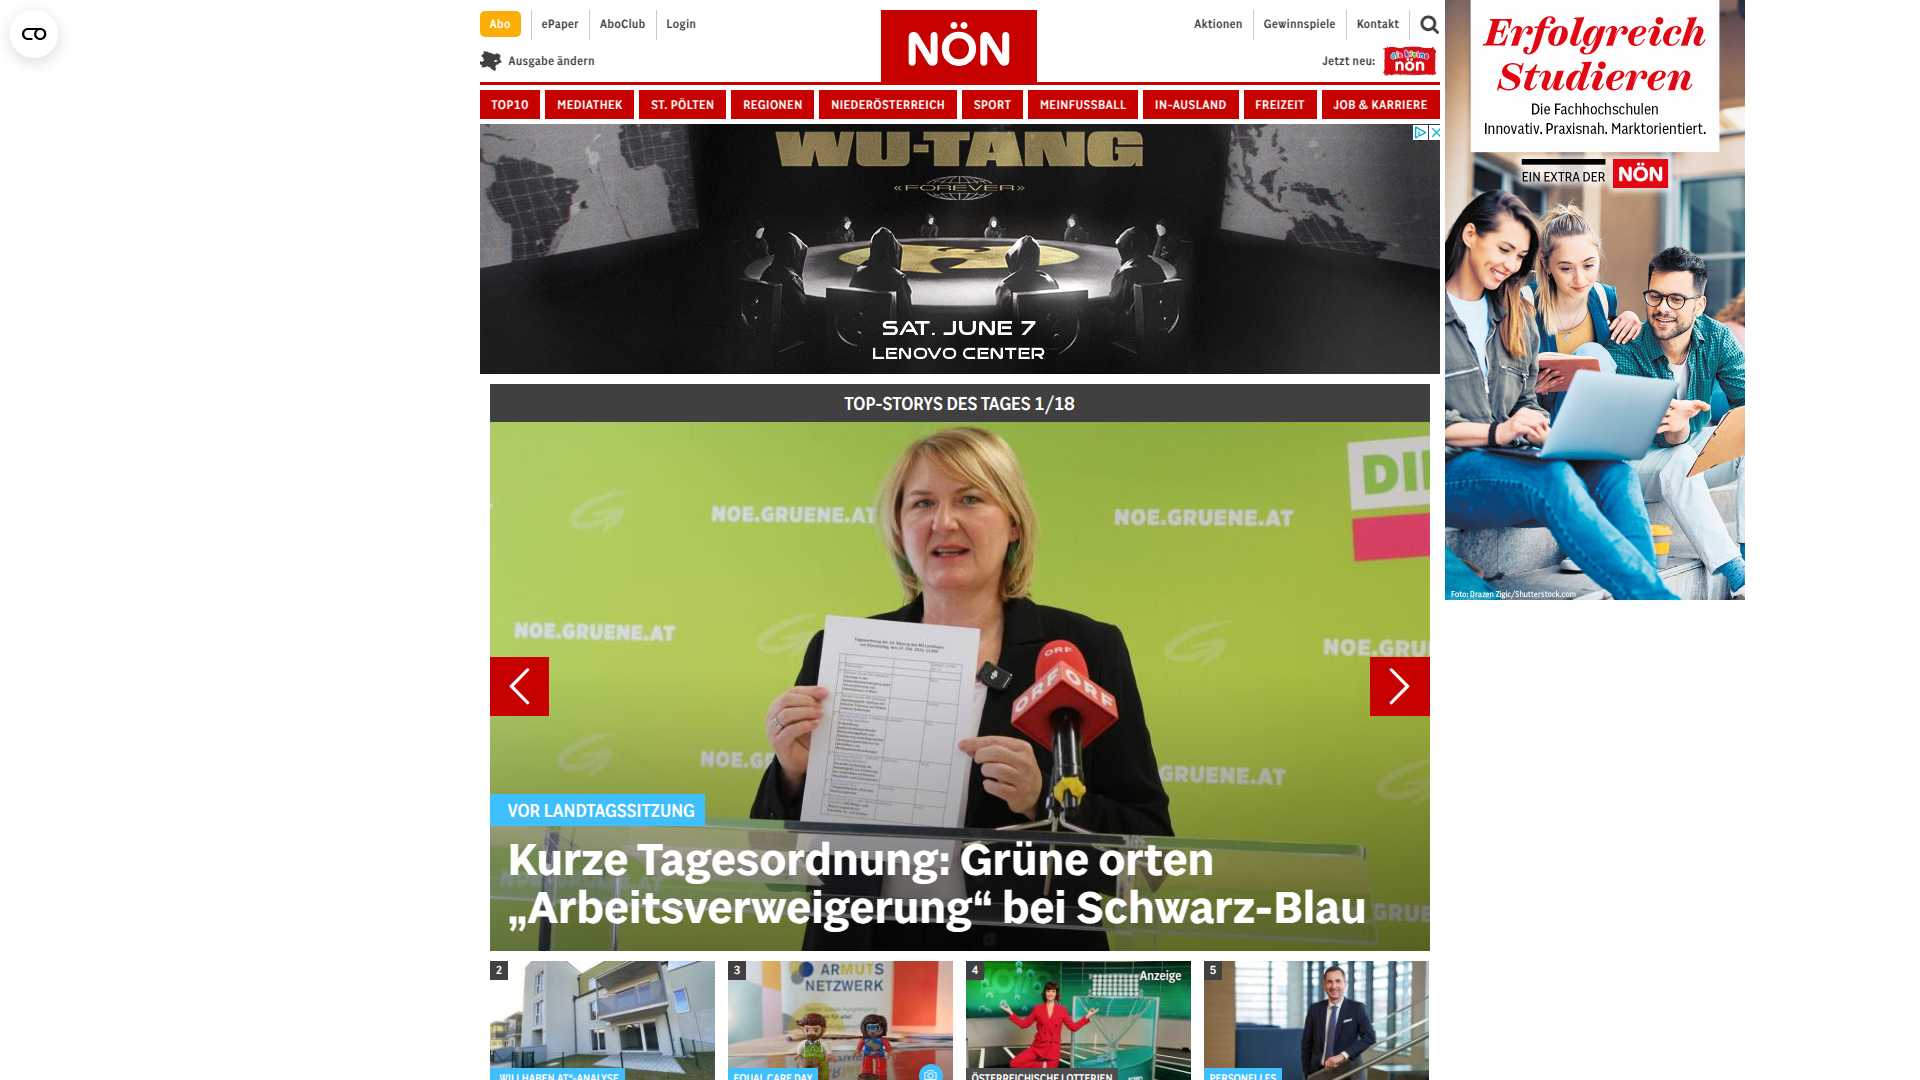 Abo
ePaper
AboClub
Login
NÖN
Aktionen
Gewinnspiele
Kontakt
Ausgabe ändern
Jetzt neu:
die kleine
nön
TOP10
MEDIATHEK
ST. PÖLTEN
REGIONEN
NIEDERÖSTERREICH
SPORT
MEINFUSSBALL
IN-AUSLAND
FREIZEIT
JOB & KARRIERE
WU-TANG
«FOREVER»
SAT. JUNE 7
LENOVO CENTER
Erfolgreich
Studieren
Die Fachhochschulen
Innovativ. Praxisnah. Marktorientiert.
EIN EXTRA DER NÖN
Foto: Drazen Zigic/Shutterstock.com
TOP-STORYS DES TAGES 1/18
DIE
NOE.GRUENE.AT
NOE.GRUENE.AT
NOE.GRUENE.AT
NOE.GRU
ORF
ORF
ORF
NOE.G
GRUENE.AT
VOR LANDTAGSSITZUNG
Kurze Tagesordnung: Grüne orten
„Arbeitsverweigerung“ bei Schwarz-Blau
GRUE
2
3
ARMUTS
NETZWERK
4
Anzeige
5
WILLHABEN.AT“-ANALYSE
EQUAL CARE DAY
ÖSTERREICHISCHE LOTTERIEN
PERSONELLES